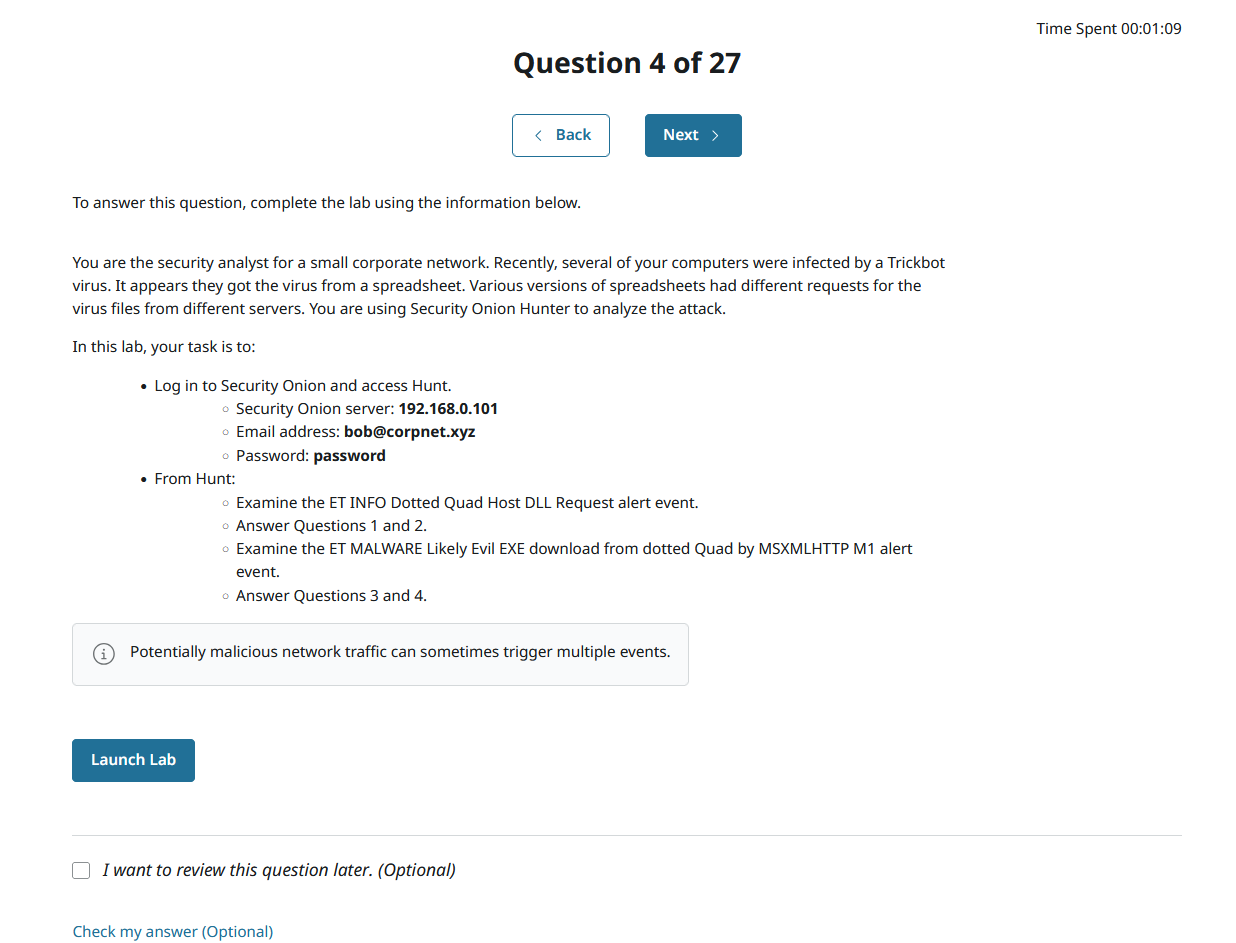 Time Spent 00:01:09
Question 4 of 27
Back
Next
To answer this question, complete the lab using the information below.
You are the security analyst for a small corporate network. Recently, several of your computers were infected by a Trickbot
virus. It appears they got the virus from a spreadsheet. Various versions of spreadsheets had different requests for the
virus files from different servers. You are using Security Onion Hunter to analyze the attack.
In this lab, your task is to:
• Log in to Security Onion and access Hunt.
○ Security Onion server: 192.168.0.101
○ Email address: bob@corpnet.xyz
○ Password: password
• From Hunt:
○ Examine the ET INFO Dotted Quad Host DLL Request alert event.
○ Answer Questions 1 and 2.
○ Examine the ET MALWARE Likely Evil EXE download from dotted Quad by MSXMLHTTP M1 alert
event.
○ Answer Questions 3 and 4.
Potentially malicious network traffic can sometimes trigger multiple events.
Launch Lab
I want to review this question later. (Optional)
Check my answer (Optional)